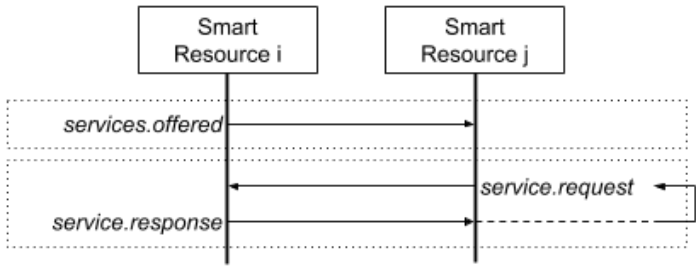 Smart
Resource i
Smart
Resource j
services.offered
service.request
service.response